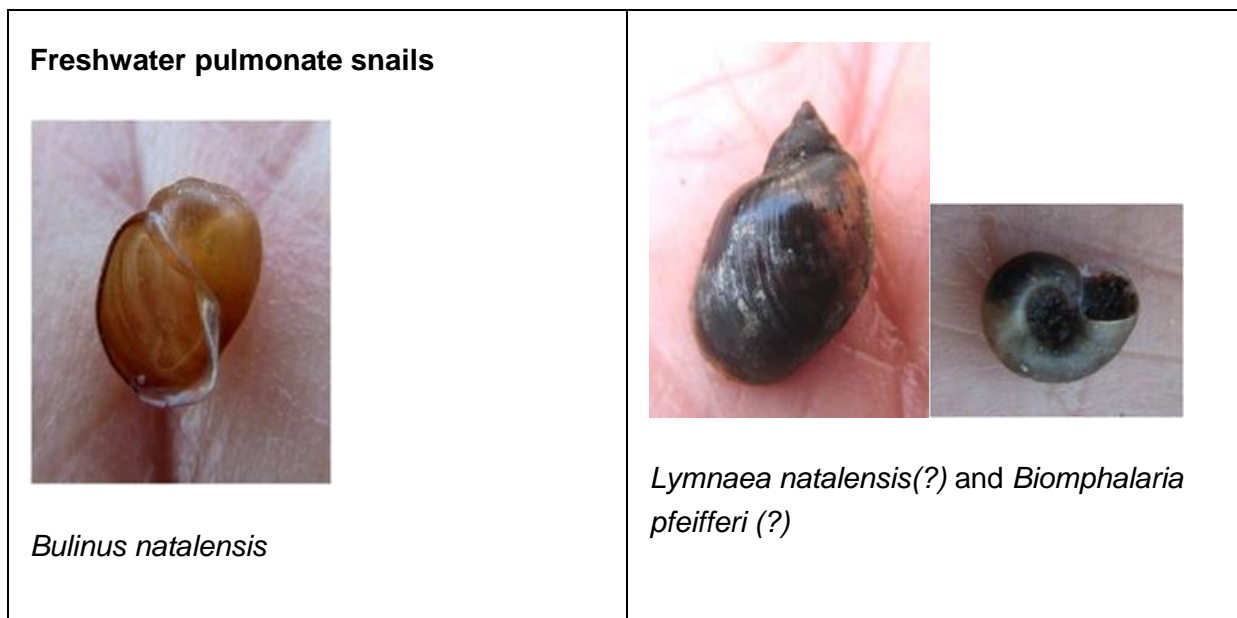 Freshwater pulmonate snails
Bulinus natalensis
Lymnaea natalensis(?) and Biomphalaria
pfeifferi (?)